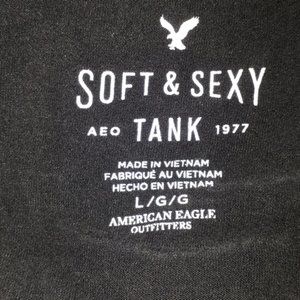 SOFT & SEXY
AEO TANK 1977
MADE IN VIETNAM
FABRIQUÉ AU VIETNAM
HECHO EN VIETNAM
L/G/G
AMERICAN EAGLE
OUTFITTERS